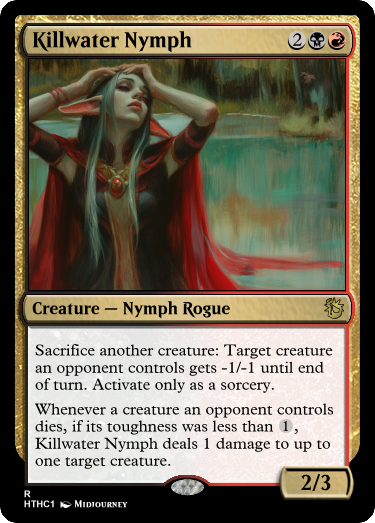 Killwater Nymph 2
Creature — Nymph Rogue
Sacrifice another creature: Target creature
an opponent controls gets -1/-1 until end
of turn. Activate only as a sorcery.
Whenever a creature an opponent controls
dies, if its toughness was less than 1,
Killwater Nymph deals 1 damage to up to
one target creature.
2/3
R
HTHC1 Midjourney